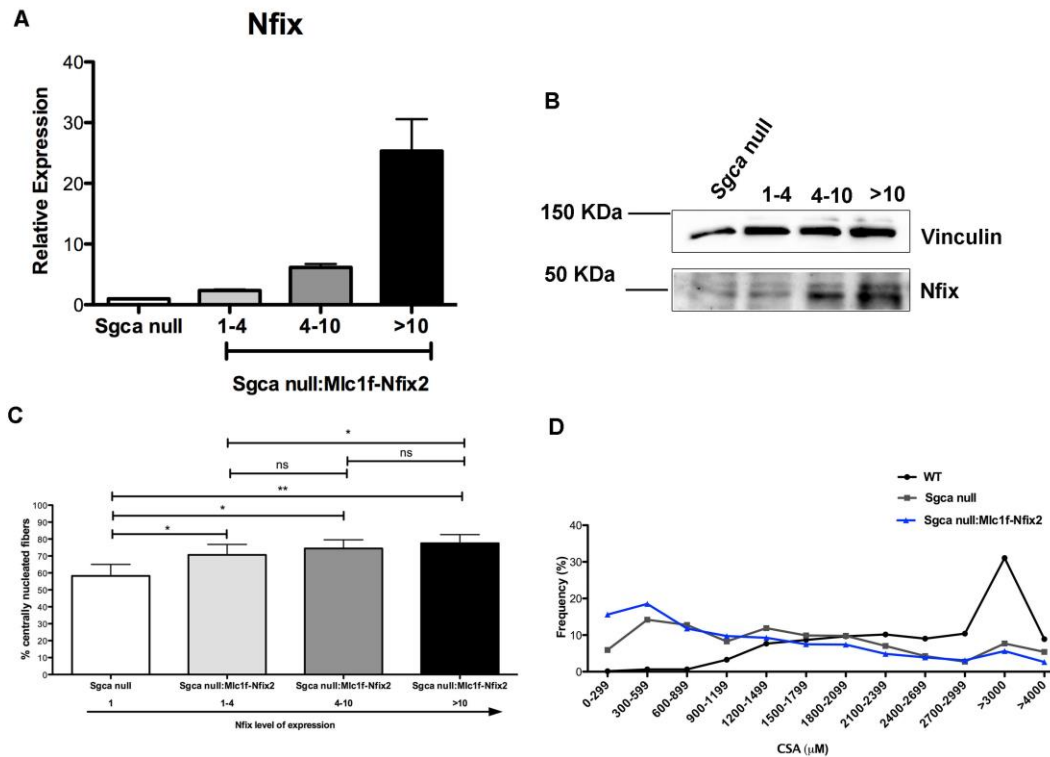 A
Nfix
Relative Expression
40
30
20
10
0
Sgca null 1-4 4-10 >10
Sgca null:Mlc1f-Nfix2
B
Sgca null 1-4 4-10 >10
150 KDa
Vinculin
50 KDa
Nfix
C
*
ns ns
**
*
*
% centrally nucleated fibers
100
90
80
70
60
50
40
30
20
10
0
Sgca null Sgca null:Mlc1f-Nfix2 Sgca null:Mlc1f-Nfix2 Sgca null:Mlc1f-Nfix2
1 1-4 4-10 >10
Nfix level of expression
D
WT
Sgca null
Sgca null:Mlc1f-Nfix2
Frequency (%)
40
30
20
10
0
0-299 300-599 600-899 900-1199 1200-1499 1500-1799 1800-2099 2100-2399 2400-2699 2700-2999 >3000 >4000
CSA (μM)